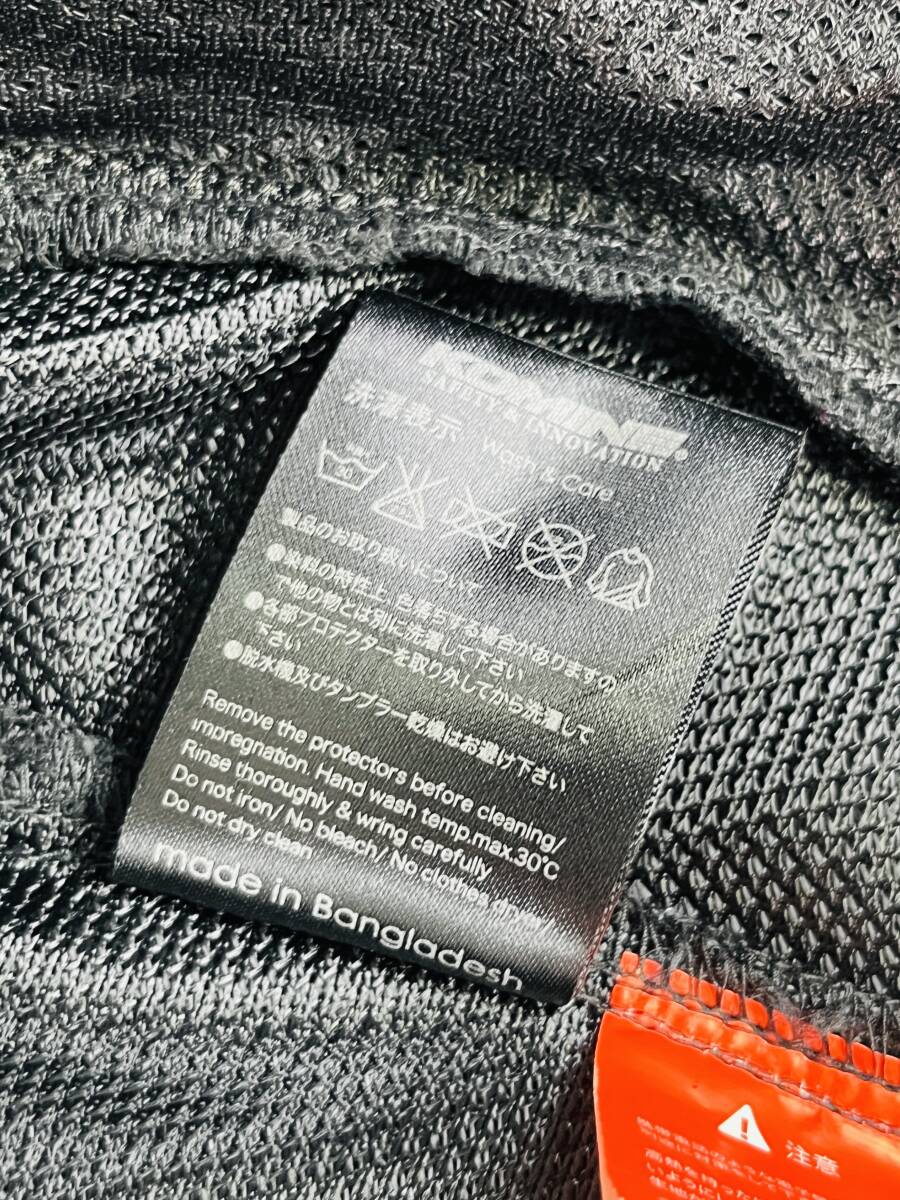 KOMINE
SAFETY & INNOVATION®
洗濯表示 Wash & Care
製品のお取り扱いについて
●染料の特性上、色落ちする場合がありますの
で他の物とは別に洗濯して下さい
●各部プロテクターを取り外してから洗濯して
下さい
●脱水機及びタンブラー乾燥はお避け下さい
Remove the protectors before cleaning/
impregnation. Hand wash temp.max.30℃
Rinse thoroughly & wring carefully
Do not iron/ No bleach/ No clothes dryer
Do not dry clean
made in Bangladesh
注意